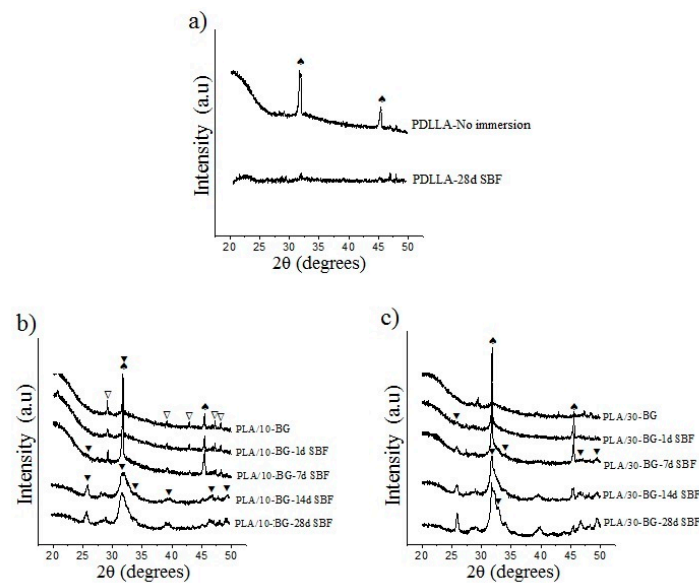 a)
Intensity (a.u)
PDLLA-No immersion
PDLLA-28d SBF
20 25 30 35 40 45 50
2θ (degrees)
b)
Intensity (a.u)
PLA/10-BG
PLA/10-BG-1d SBF
PLA/10-BG-7d SBF
PLA/10-BG-14d SBF
PLA/10-BG-28d SBF
20 25 30 35 40 45 50
2θ (degrees)
c)
Intensity (a.u)
PLA/30-BG
PLA/30-BG-1d SBF
PLA/30-BG-7d SBF
PLA/30-BG-14d SBF
PLA/30-BG-28d SBF
20 25 30 35 40 45 50
2θ (degrees)